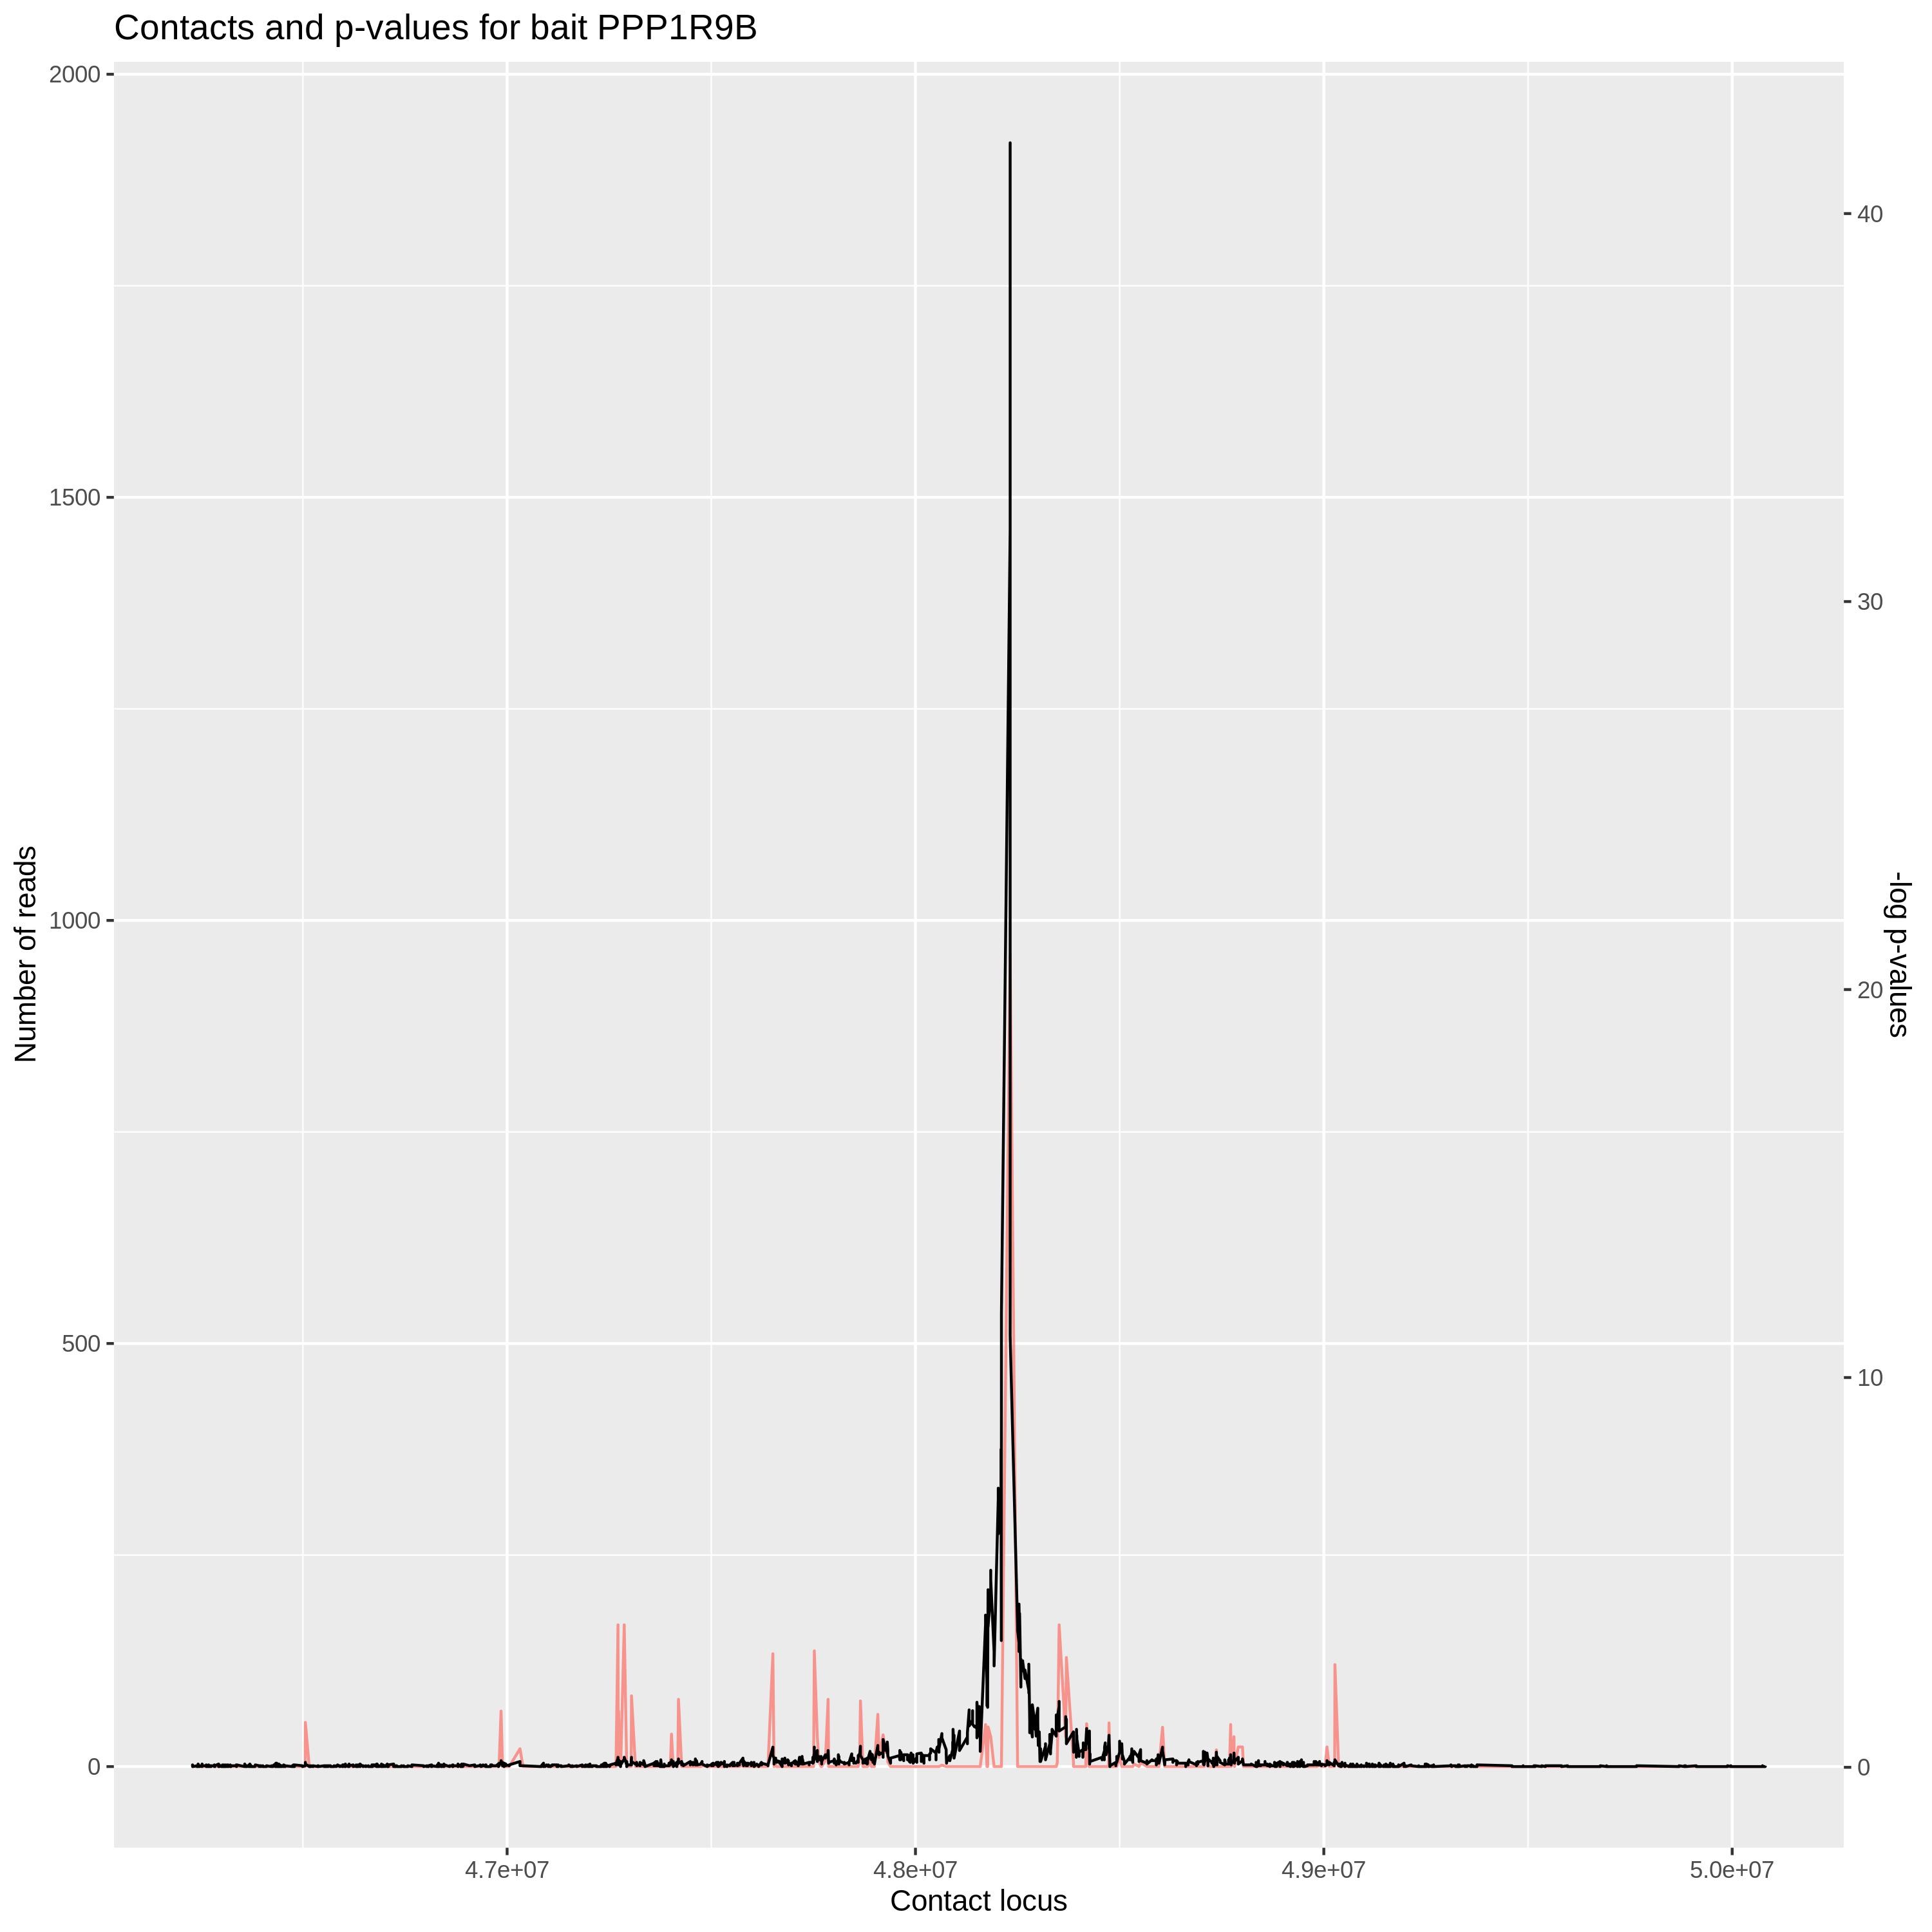 Contacts and p-values for bait PPP1R9B
2000
1500
1000
500
0
Number of reads
40
30
20
10
0
-log p-values
4.7e+07
4.8e+07
4.9e+07
5.0e+07
Contact locus